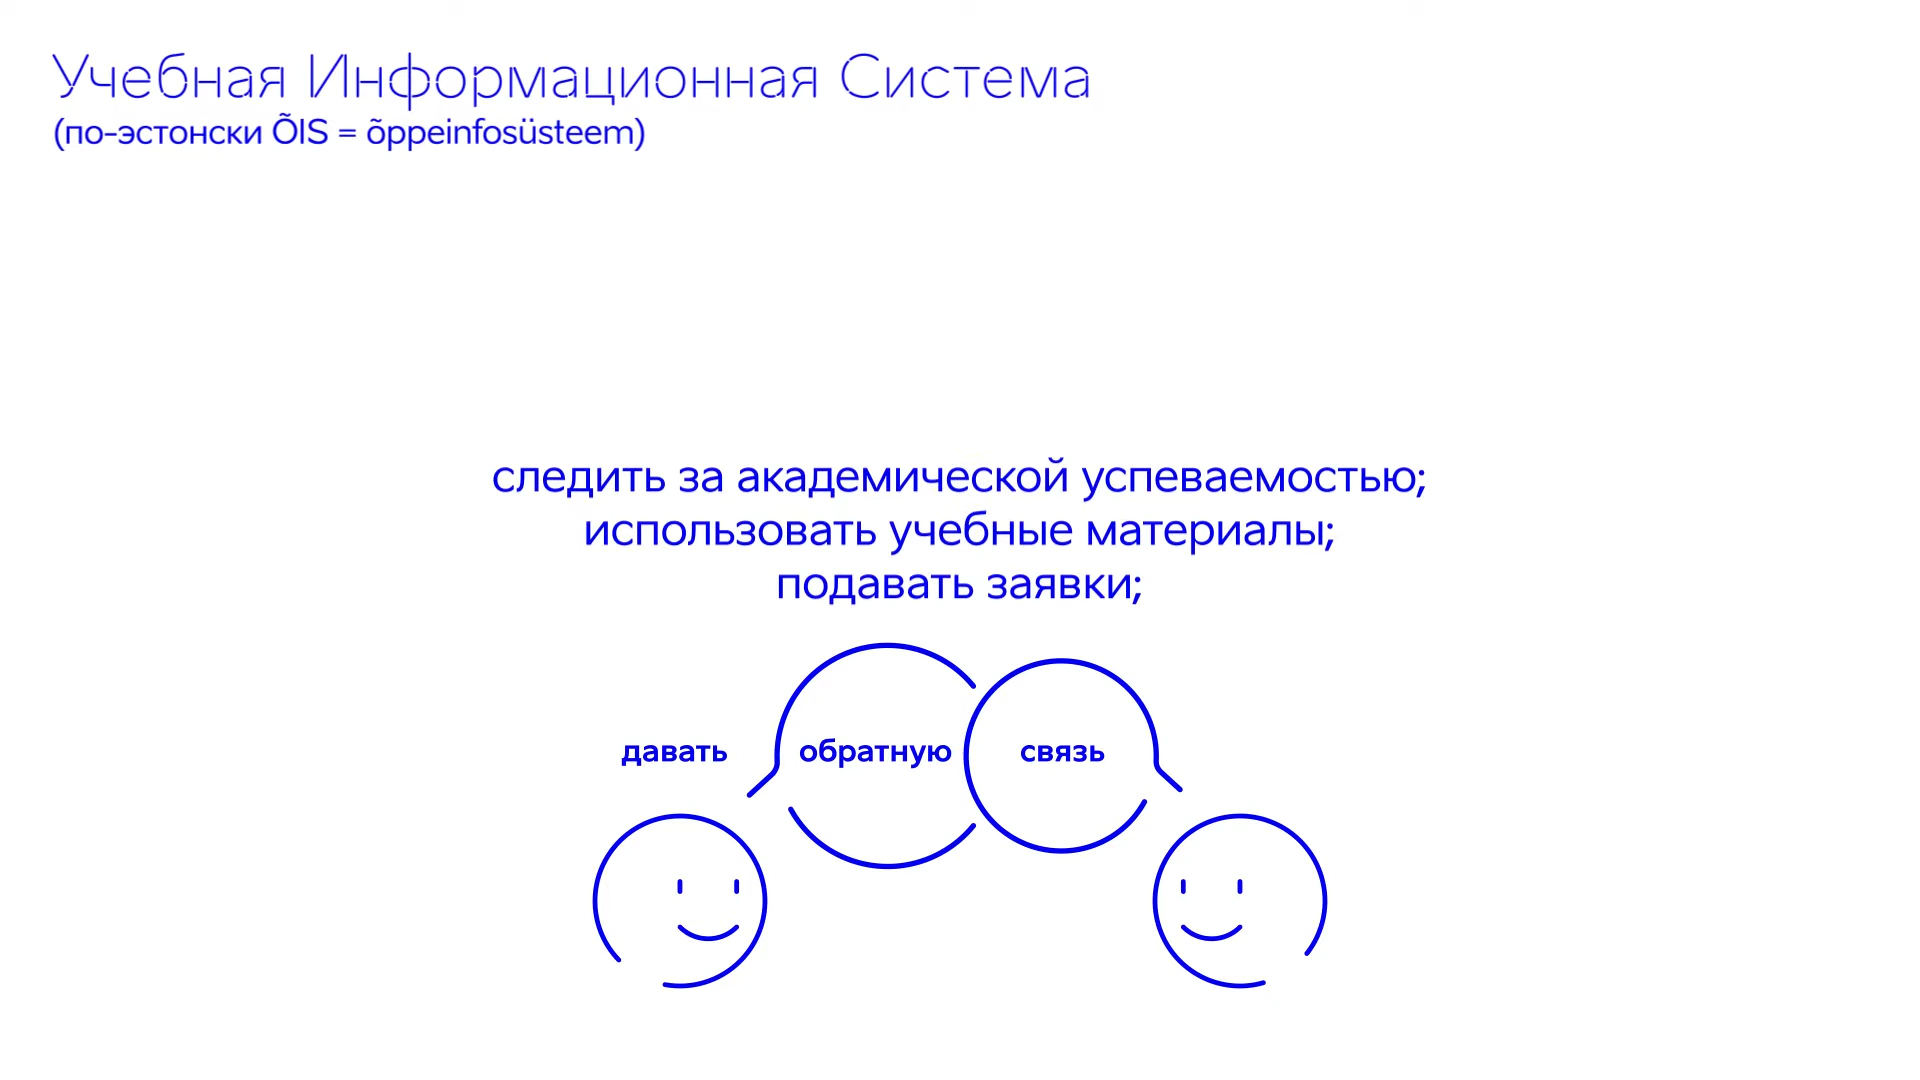 Учебная Информационная Система
(по-эстонски ÕIS = õppeinfosüsteem)
следить за академической успеваемостью;
использовать учебные материалы;
подавать заявки;
давать обратную связь